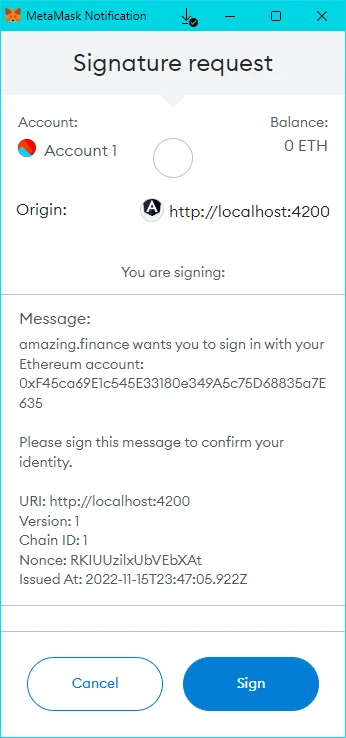 MetaMask Notification
Signature request
Account:
Balance:
Account 1
0 ETH
Origin:
http://localhost:4200
You are signing:
Message:
amazing.finance wants you to sign in with your
Ethereum account:
0xF45ca69E1c545E33180e349A5c75D68835a7E
635
Please sign this message to confirm your
identity.
URI: http://localhost:4200
Version: 1
Chain ID: 1
Nonce: RKIUUzilxUbVEbXAt
Issued At: 2022-11-15T23:47:05.922Z
Cancel
Sign